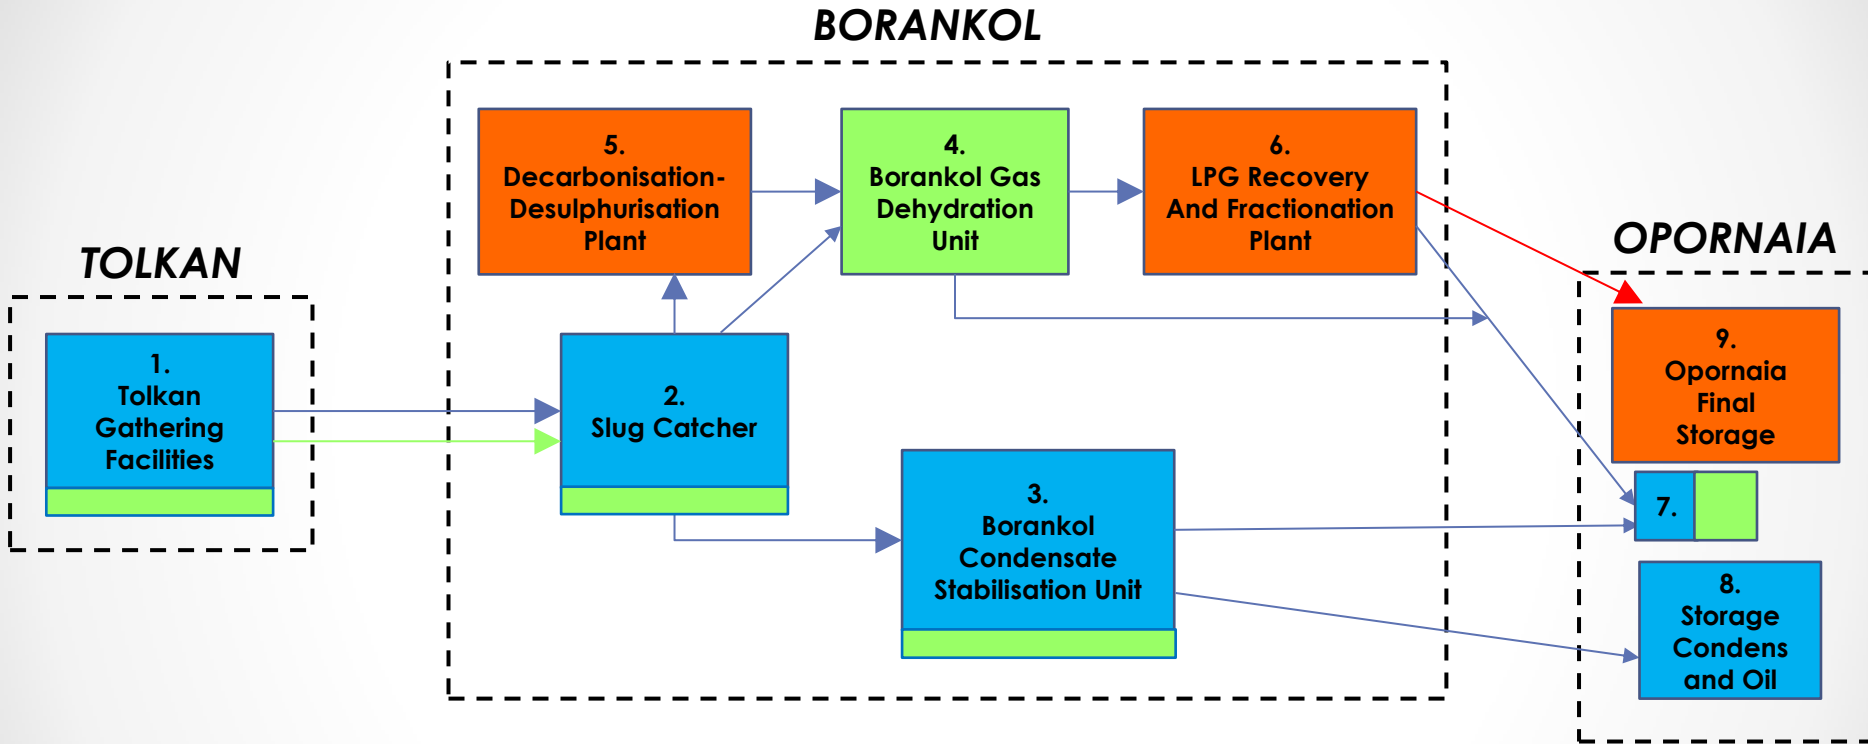 BORANKOL
TOLKAN
OPORNAIA
1.
Tolkan
Gathering
Facilities
2.
Slug Catcher
3.
Borankol
Condensate
Stabilisation Unit
5.
Decarbonisation-
Desulphurisation
Plant
4.
Borankol Gas
Dehydration
Unit
6.
LPG Recovery
And Fractionation
Plant
9.
Opornaia
Final
Storage
7.
8.
Storage
Condens
and Oil